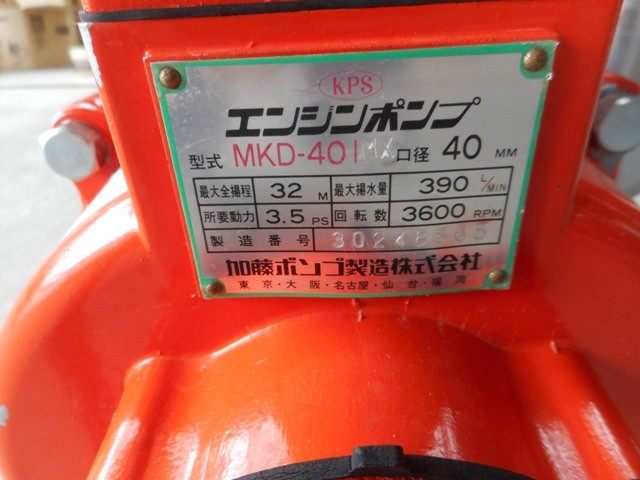 KPS
エンジンポンプ
型式 MKD-401 口径 40 MM
最大全揚程 32 M 最大揚水量 390 L/MIN
所要動力 3.5 PS 回転数 3600 RPM
製造番号
加藤ポンプ製造株式会社
東京・大阪・名古屋・仙台・福岡